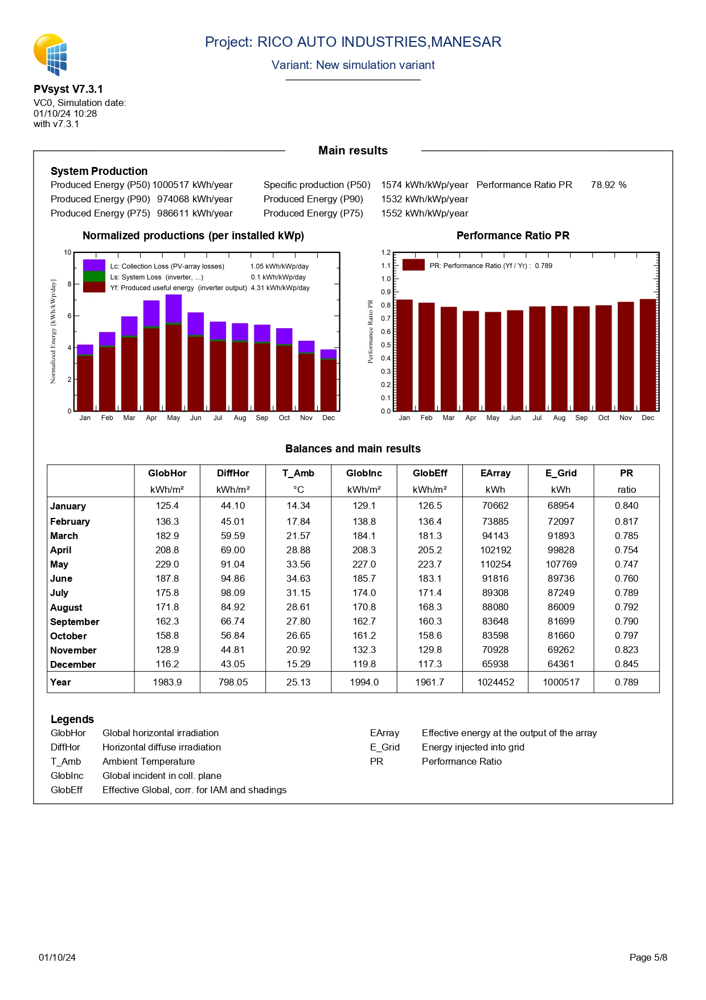 Project: RICO AUTO INDUSTRIES,MANESAR
Variant: New simulation variant
PVsyst V7.3.1
VC0, Simulation date:
01/10/24 10:28
with v7.3.1
Main results
System Production
Produced Energy (P50) 1000517 kWh/year Specific production (P50) 1574 kWh/kWp/year Performance Ratio PR 78.92 %
Produced Energy (P90) 974068 kWh/year Produced Energy (P90) 1532 kWh/kWp/year
Produced Energy (P75) 986611 kWh/year Produced Energy (P75) 1552 kWh/kWp/year
Normalized productions (per installed kWp)
Normalized Energy [kWh/kWp/day]
10
8
6
4
2
0
Lc: Collection Loss (PV-array losses) 1.05 kWh/kWp/day
Ls: System Loss (inverter, ...) 0.1 kWh/kWp/day
Yf: Produced useful energy (inverter output) 4.31 kWh/kWp/day
Jan Feb Mar Apr May Jun Jul Aug Sep Oct Nov Dec
Performance Ratio PR
Performance Ratio PR
1.2
1.1
1.0
0.9
0.8
0.7
0.6
0.5
0.4
0.3
0.2
0.1
0.0
PR: Performance Ratio (Yf / Yr) : 0.789
Jan Feb Mar Apr May Jun Jul Aug Sep Oct Nov Dec
Balances and main results
GlobHor DiffHor T_Amb GlobInc GlobEff EArray E_Grid PR
kWh/m² kWh/m² °C kWh/m² kWh/m² kWh kWh ratio
January 125.4 44.10 14.34 129.1 126.5 70662 68954 0.840
February 136.3 45.01 17.84 138.8 136.4 73885 72097 0.817
March 182.9 59.59 21.57 184.1 181.3 94143 91893 0.785
April 208.8 69.00 28.88 208.3 205.2 102192 99828 0.754
May 229.0 91.04 33.56 227.0 223.7 110254 107769 0.747
June 187.8 94.86 34.63 185.7 183.1 91816 89736 0.760
July 175.8 98.09 31.15 174.0 171.4 89308 87249 0.789
August 171.8 84.92 28.61 170.8 168.3 88080 86009 0.792
September 162.3 66.74 27.80 162.7 160.3 83648 81699 0.790
October 158.8 56.84 26.65 161.2 158.6 83598 81660 0.797
November 128.9 44.81 20.92 132.3 129.8 70928 69262 0.823
December 116.2 43.05 15.29 119.8 117.3 65938 64361 0.845
Year 1983.9 798.05 25.13 1994.0 1961.7 1024452 1000517 0.789
Legends
GlobHor Global horizontal irradiation EArray Effective energy at the output of the array
DiffHor Horizontal diffuse irradiation E_Grid Energy injected into grid
T_Amb Ambient Temperature PR Performance Ratio
GlobInc Global incident in coll. plane
GlobEff Effective Global, corr. for IAM and shadings
01/10/24 Page 5/8